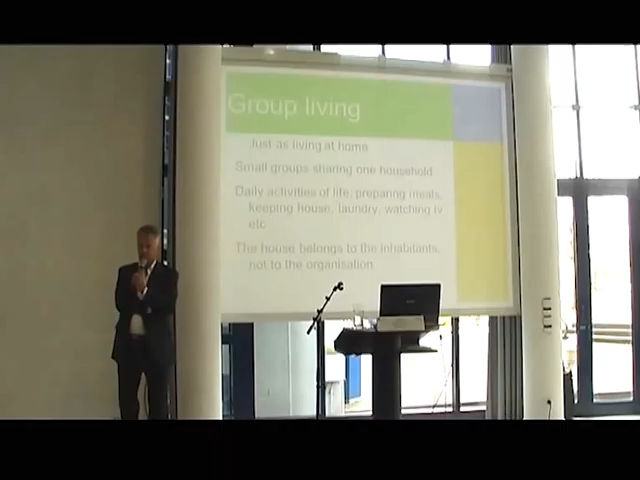 Group living
Just as living at home
Small groups sharing one household
Daily activities of life, preparing meals,
keeping house, laundry, watching tv
etc
The house belongs to the inhabitants,
not to the organisation